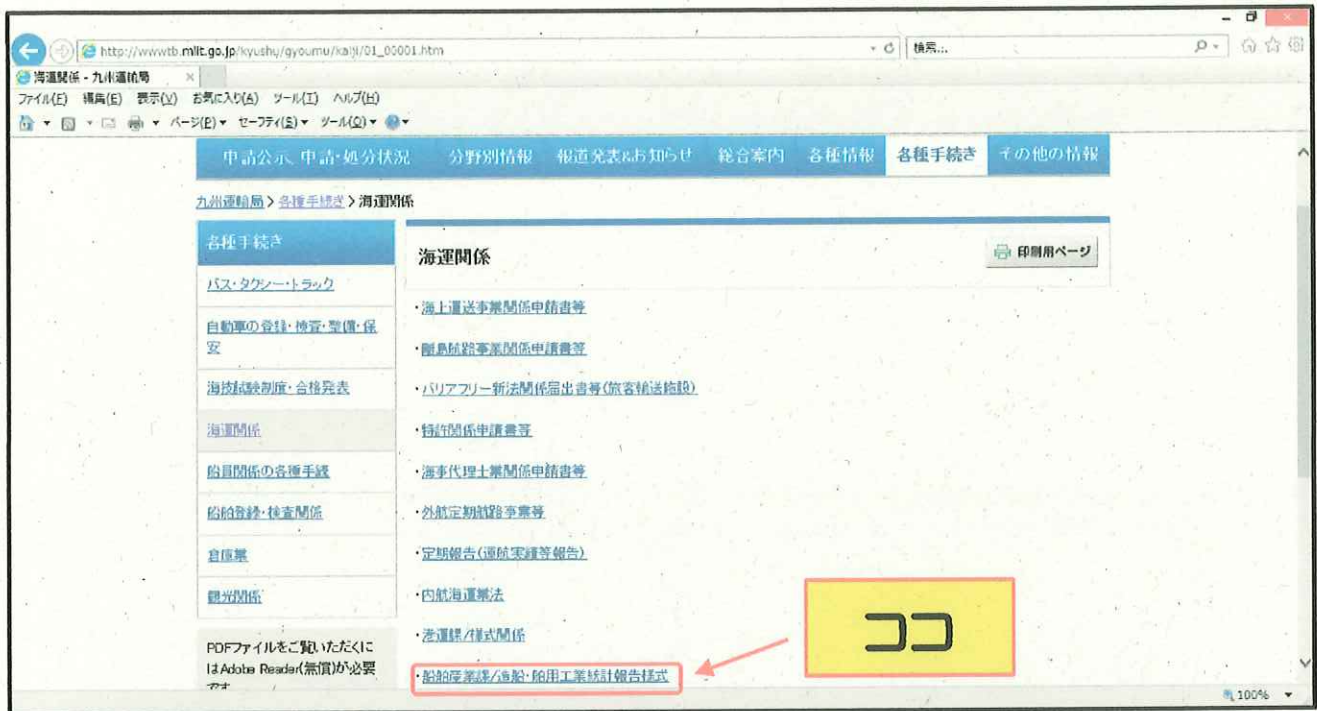 http://wwwtb.mlit.go.jp/kyushu/gyoumu/kaiji/01_00001.htm
検索...
海運関係 - 九州運輸局
ファイル(F) 編集(E) 表示(V) お気に入り(A) ツール(T) ヘルプ(H)
ページ(P) セーフティ(S) ツール(O)
申請公示、申請・処分状況 分野別情報 報道発表&お知らせ 総合案内 各種情報 各種手続き その他の情報
九州運輸局 > 各種手続き > 海運関係
各種手続き
バス・タクシー・トラック
自動車の登録・検査・整備・保
安
海技試験制度・合格発表
海運関係
船員関係の各種手続
船舶登録・検査関係
倉庫業
観光関係
PDFファイルをご覧いただくに
はAdobe Reader(無償)が必要
です
海運関係
印刷用ページ
・海上運送事業関係申請書等
・離島航路事業関係申請書等
・バリアフリー新法関係届出書等(旅客輸送施設)
・特許関係申請書等
・海事代理士業関係申請書等
・外航定期航路事業等
・定期報告(運航実績等報告)
・内航海運業法
・港運課/様式関係
・船舶産業課/造船・舶用工業統計報告様式
ココ
100%